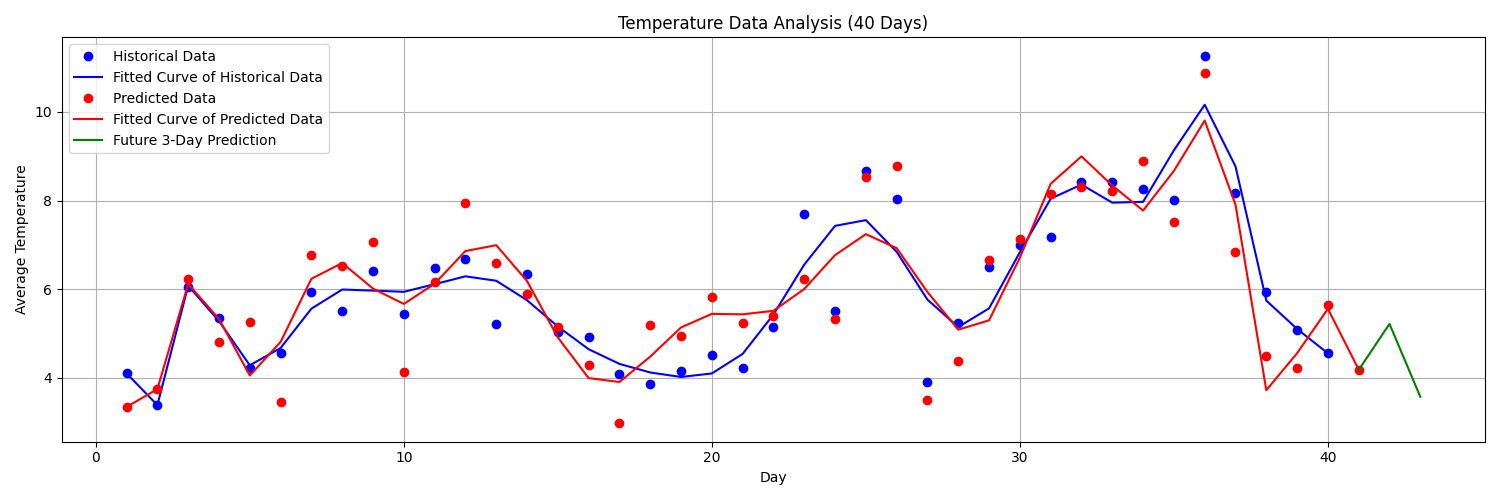 Temperature Data Analysis (40 Days)
Historical Data
Fitted Curve of Historical Data
Predicted Data
Fitted Curve of Predicted Data
Future 3-Day Prediction
Average Temperature
10
8
6
4
0 10 20 30 40
Day